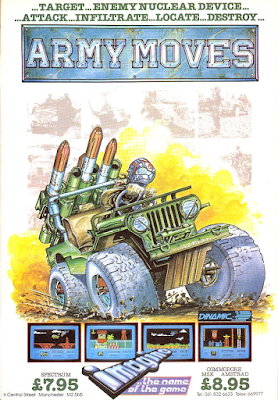 ...TARGET...ENEMY NUCLEAR DEVICE...
...ATTACK...INFILTRATE...LOCATE...DESTROY...
ARMY MOVES
DINAMIC
Imagine
...the name
of the game
SPECTRUM
£7.95
COMMODORE
MSX AMSTRAD
£8.95
6 Central Street · Manchester · M2 5NS
Tel: 061 832 6633 Telex: 669977